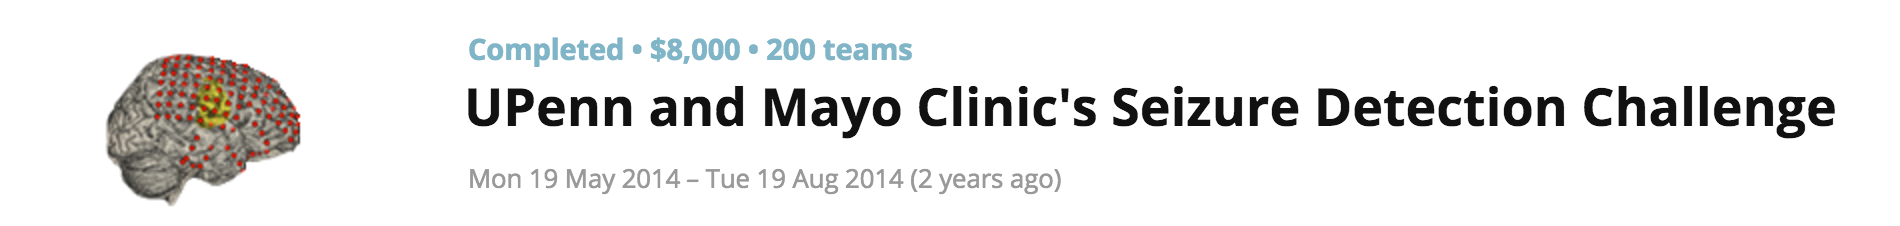 Completed • $8,000 • 200 teams
UPenn and Mayo Clinic's Seizure Detection Challenge
Mon 19 May 2014 – Tue 19 Aug 2014 (2 years ago)